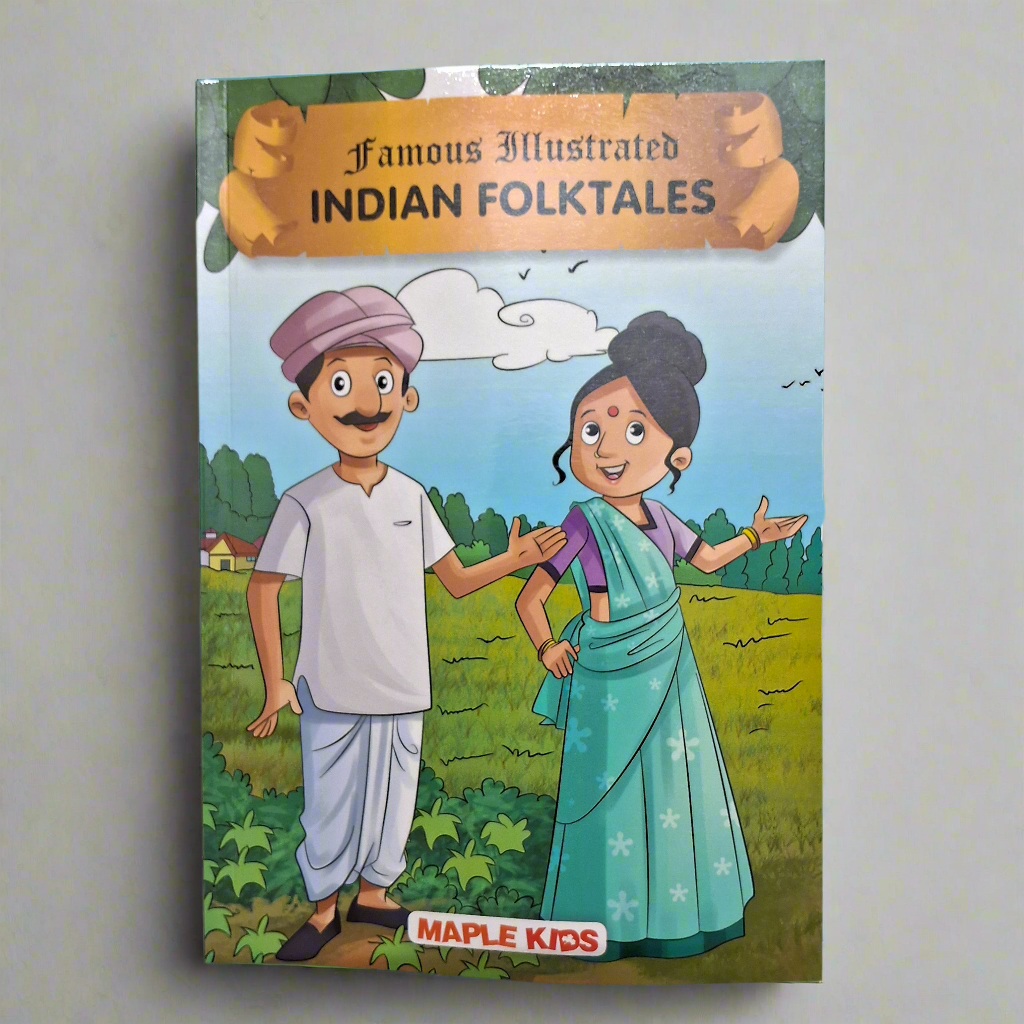 Famous Illustrated
INDIAN FOLKTALES
MAPLE KIDS